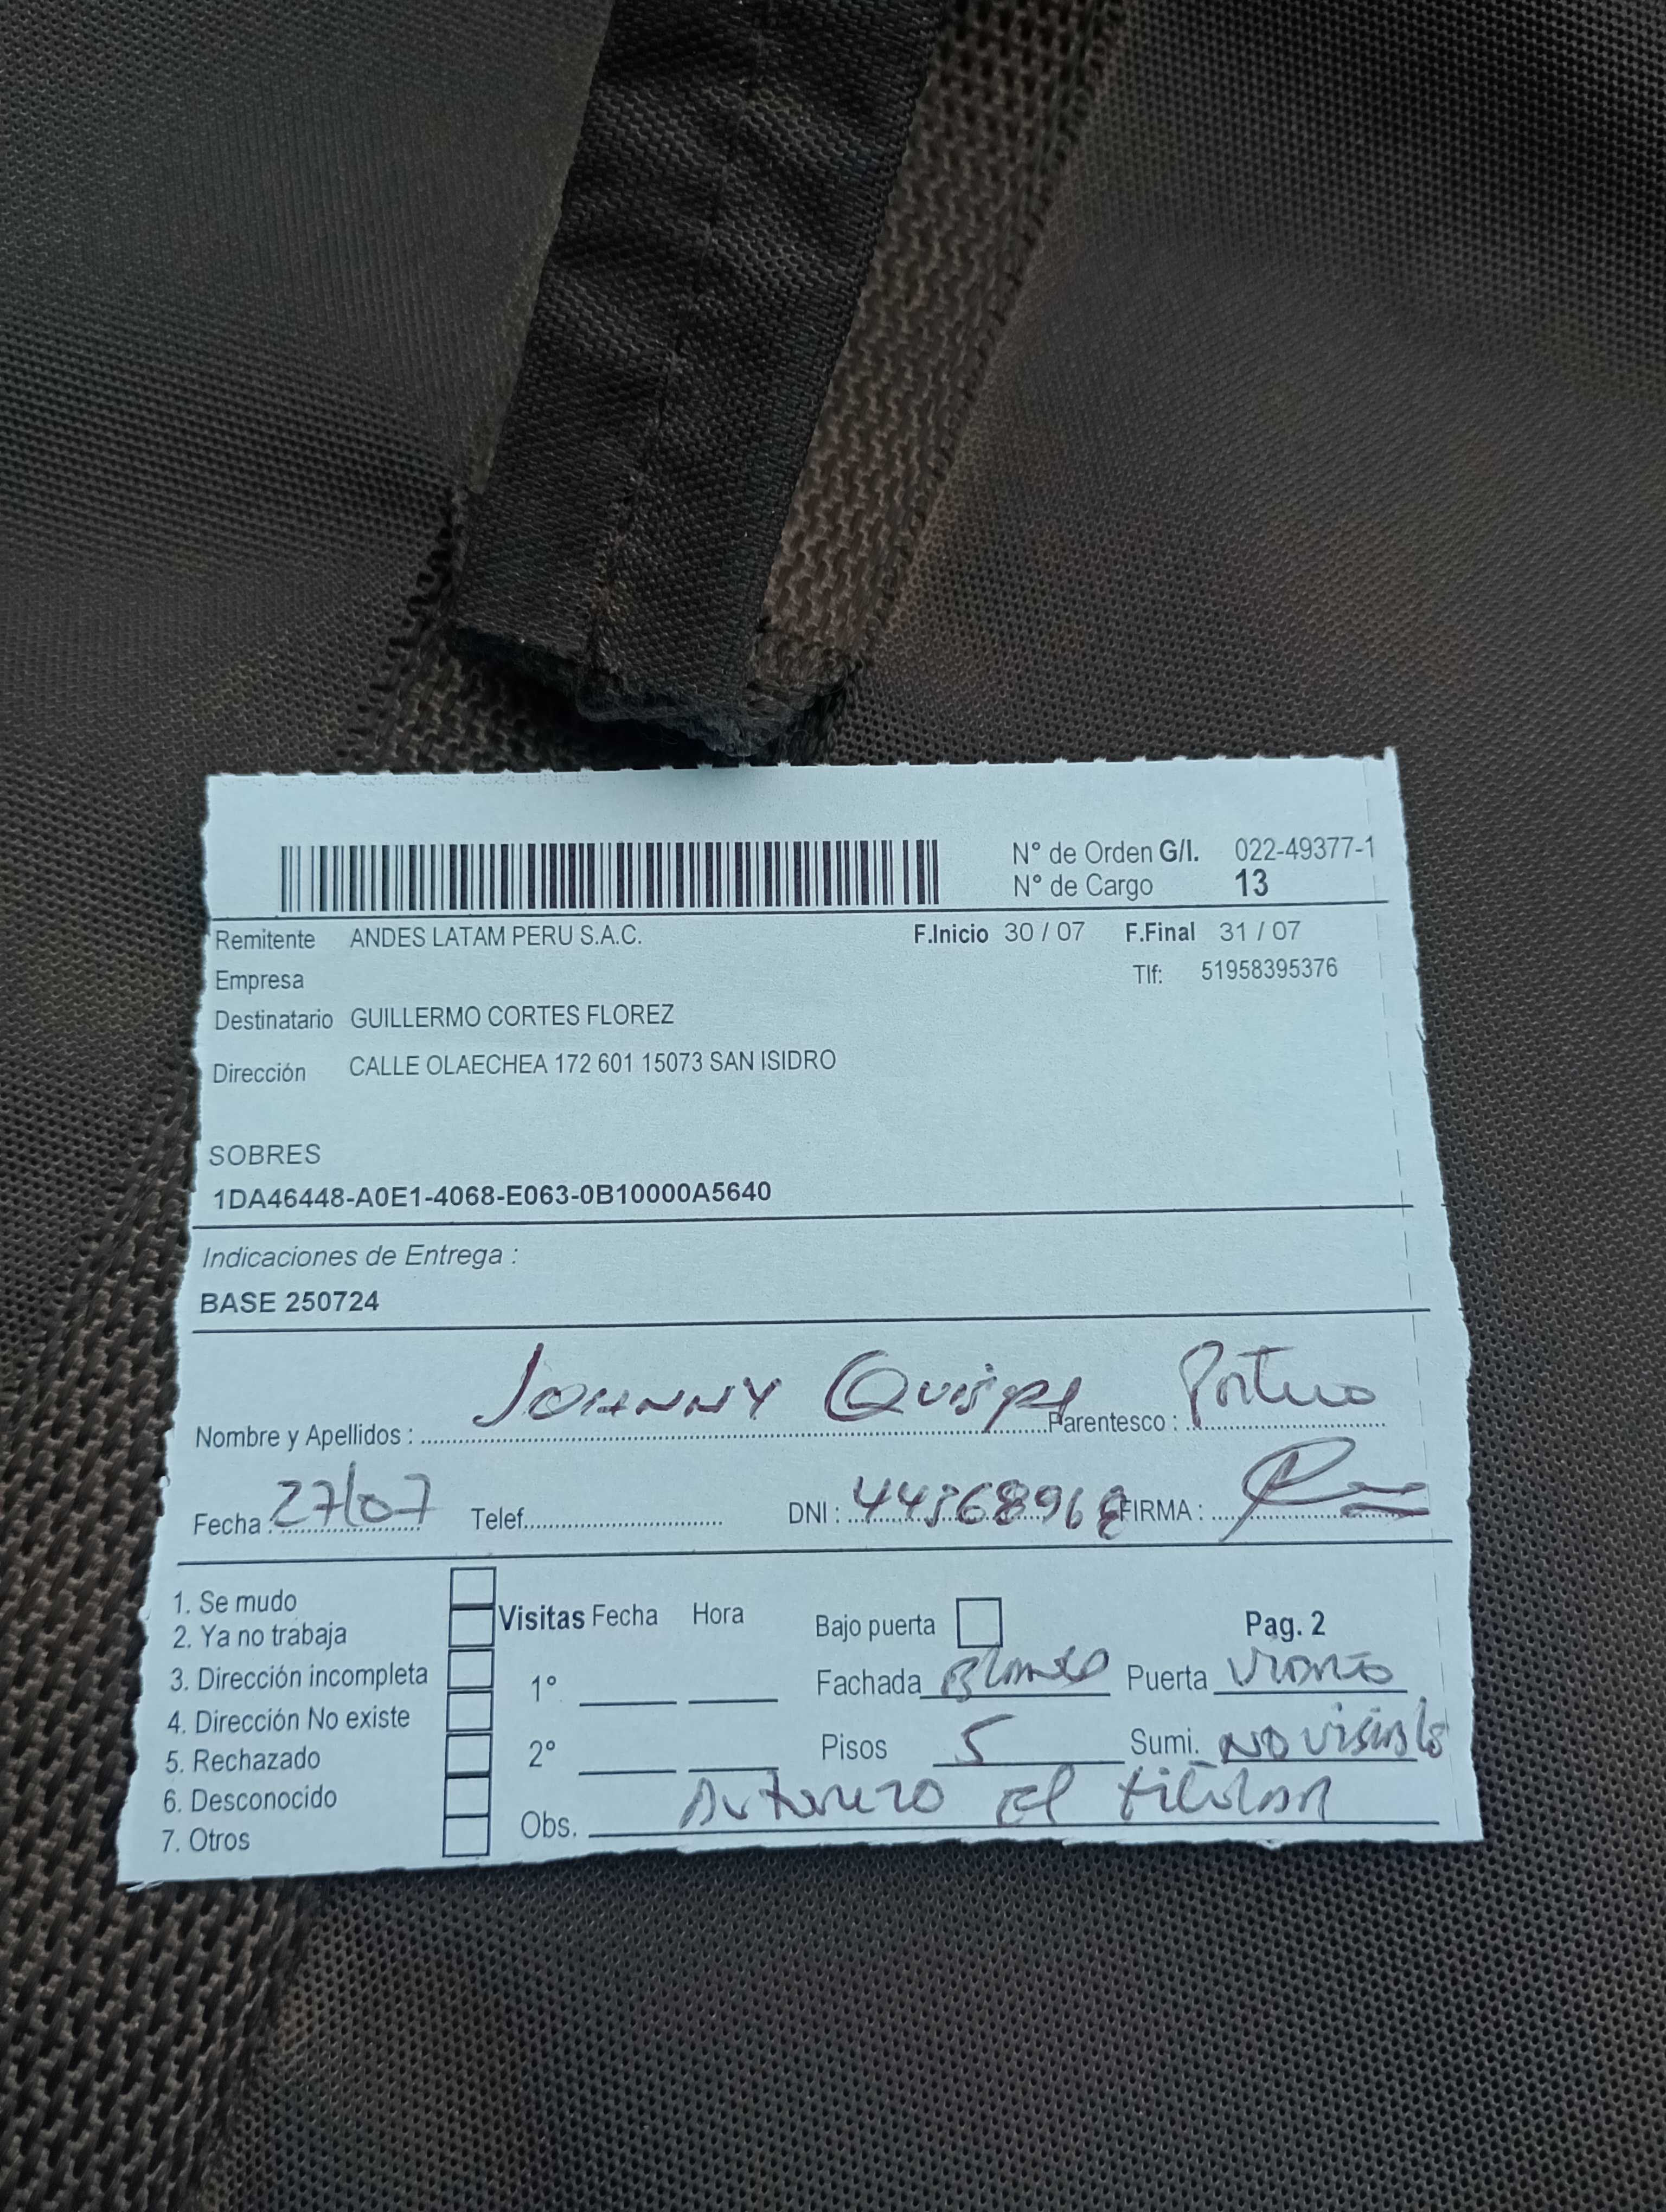 N° de Orden G/I. 022-49377-1
N° de Cargo 13
Remitente ANDES LATAM PERU S.A.C. F.Inicio 30 / 07 F.Final 31 / 07
Empresa Tlf: 51958395376
Destinatario GUILLERMO CORTES FLOREZ
Dirección CALLE OLAECHEA 172 601 15073 SAN ISIDRO
SOBRES
1DA46448-A0E1-4068-E063-0B10000A5640
Indicaciones de Entrega :
BASE 250724
Nombre y Apellidos : JOHNNY Quispe Parentesco : Portero
Fecha : 27/07 Telef. DNI : FIRMA :
1. Se mudo
2. Ya no trabaja
3. Dirección incompleta
4. Dirección No existe
5. Rechazado
6. Desconocido
7. Otros
Visitas Fecha Hora Bajo puerta Pag. 2
1° Fachada Blanco Puerta
2° Pisos 5 Sumi. NO visible
Obs. Autorizo El titular